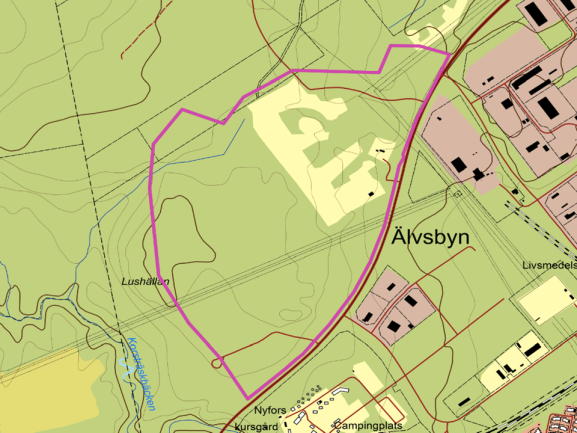 Älvsbyn
Livsmedels
Lushällan
Korsträskbäcken
Nyfors
kursgård
Campingplats